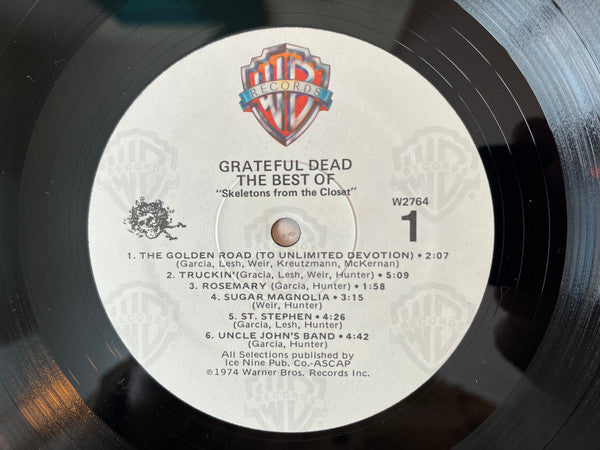 WB
RECORDS
GRATEFUL DEAD
THE BEST OF
"Skeletons from the Closet"
W2764
1
1. THE GOLDEN ROAD (TO UNLIMITED DEVOTION) • 2:07
(Garcia, Lesh, Weir, Kreutzmann, McKernan)
2. TRUCKIN' (Gracia, Lesh, Weir, Hunter) • 5:09
3. ROSEMARY (Garcia, Hunter) • 1:58
4. SUGAR MAGNOLIA • 3:15
(Weir, Hunter)
5. ST. STEPHEN • 4:26
(Garcia, Lesh, Hunter)
6. UNCLE JOHN'S BAND • 4:42
(Garcia, Hunter)
All Selections published by
Ice Nine Pub. Co.-ASCAP
℗1974 Warner Bros. Records Inc.